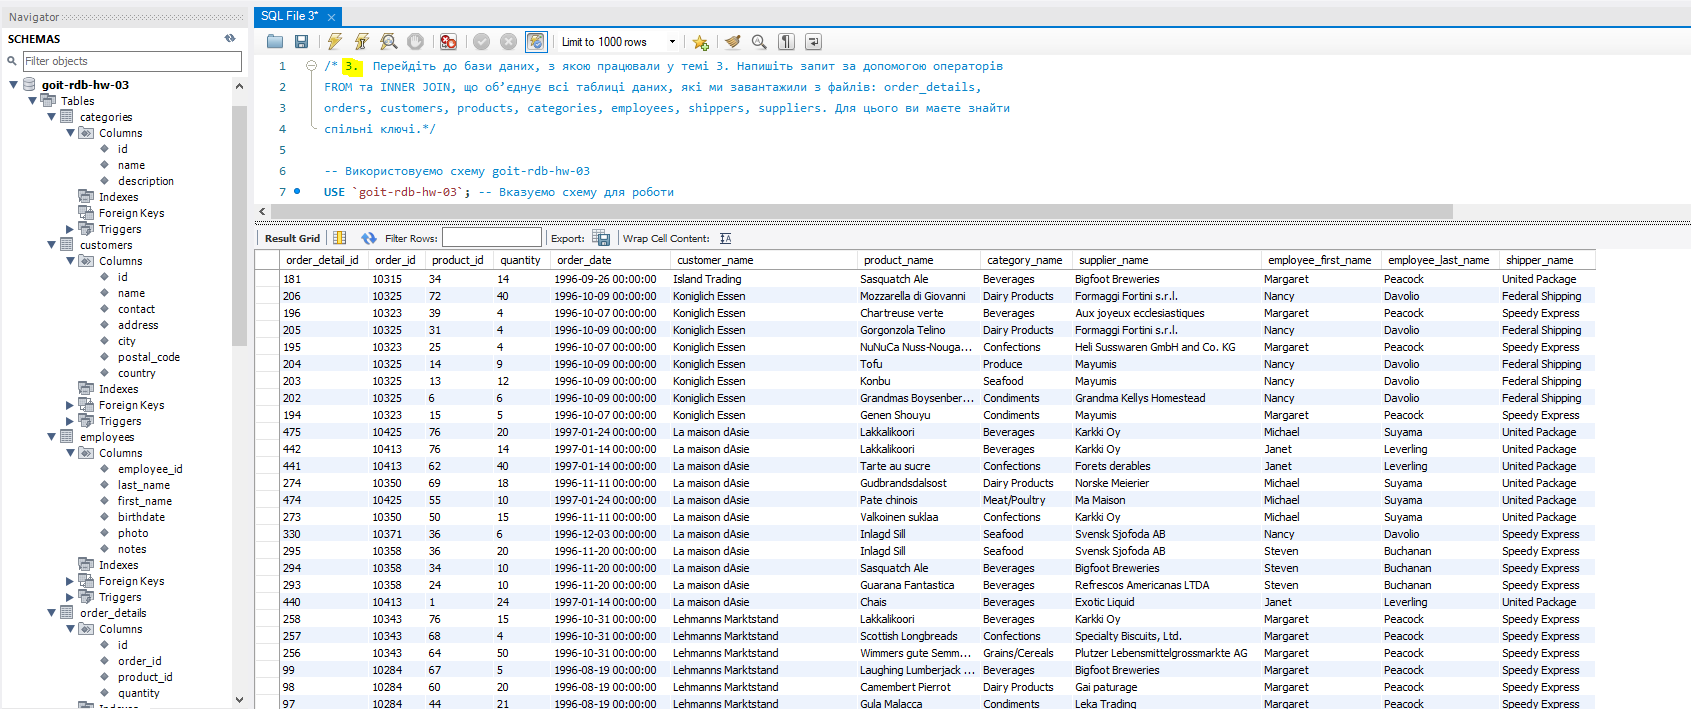 Navigator
SCHEMAS
Filter objects
goit-rdb-hw-03
Tables
categories
Columns
id
name
description
Indexes
Foreign Keys
Triggers
customers
Columns
id
name
contact
address
city
postal_code
country
Indexes
Foreign Keys
Triggers
employees
Columns
employee_id
last_name
first_name
birthdate
photo
notes
Indexes
Foreign Keys
Triggers
order_details
Columns
id
order_id
product_id
quantity
Indexes
SQL File 3*
Limit to 1000 rows
1 /* 3. Перейдіть до бази даних, з якою працювали у темі 3. Напишіть запит за допомогою операторів
2 FROM та INNER JOIN, що об’єднує всі таблиці даних, які ми завантажили з файлів: order_details,
3 orders, customers, products, categories, employees, shippers, suppliers. Для цього ви маєте знайти
4 спільні ключі.*/
5
6 -- Використовуємо схему goit-rdb-hw-03
7 USE `goit-rdb-hw-03`; -- Вказуємо схему для роботи
Result Grid Filter Rows: Export: Wrap Cell Content:
order_detail_id order_id product_id quantity order_date customer_name product_name category_name supplier_name employee_first_name employee_last_name shipper_name
181 10315 34 14 1996-09-26 00:00:00 Island Trading Sasquatch Ale Beverages Bigfoot Breweries Margaret Peacock United Package
206 10325 72 40 1996-10-09 00:00:00 Koniglich Essen Mozzarella di Giovanni Dairy Products Formaggi Fortini s.r.l. Nancy Davolio Federal Shipping
196 10323 39 4 1996-10-07 00:00:00 Koniglich Essen Chartreuse verte Beverages Aux joyeux ecclesiastiques Margaret Peacock Speedy Express
205 10325 31 4 1996-10-09 00:00:00 Koniglich Essen Gorgonzola Telino Dairy Products Formaggi Fortini s.r.l. Nancy Davolio Federal Shipping
195 10323 25 4 1996-10-07 00:00:00 Koniglich Essen NuNuCa Nuss-Nouga... Confections Heli Susswaren GmbH and Co. KG Margaret Peacock Speedy Express
204 10325 14 9 1996-10-09 00:00:00 Koniglich Essen Tofu Produce Mayumis Nancy Davolio Federal Shipping
203 10325 13 12 1996-10-09 00:00:00 Koniglich Essen Konbu Seafood Mayumis Nancy Davolio Federal Shipping
202 10325 6 6 1996-10-09 00:00:00 Koniglich Essen Grandmas Boysenber... Condiments Grandma Kellys Homestead Nancy Davolio Federal Shipping
194 10323 15 5 1996-10-07 00:00:00 Koniglich Essen Genen Shouyu Condiments Mayumis Margaret Peacock Speedy Express
475 10425 76 20 1997-01-24 00:00:00 La maison dAsie Lakkalikoori Beverages Karkki Oy Michael Suyama United Package
442 10413 76 14 1997-01-14 00:00:00 La maison dAsie Lakkalikoori Beverages Karkki Oy Janet Leverling United Package
441 10413 62 40 1997-01-14 00:00:00 La maison dAsie Tarte au sucre Confections Forets derables Janet Leverling United Package
274 10350 69 18 1996-11-11 00:00:00 La maison dAsie Gudbrandsdalsost Dairy Products Norske Meierier Michael Suyama United Package
474 10425 55 10 1997-01-24 00:00:00 La maison dAsie Pate chinois Meat/Poultry Ma Maison Michael Suyama United Package
273 10350 50 15 1996-11-11 00:00:00 La maison dAsie Valkoinen suklaa Confections Karkki Oy Michael Suyama United Package
330 10371 36 6 1996-12-03 00:00:00 La maison dAsie Inlagd Sill Seafood Svensk Sjofoda AB Nancy Davolio Speedy Express
295 10358 36 20 1996-11-20 00:00:00 La maison dAsie Inlagd Sill Seafood Svensk Sjofoda AB Steven Buchanan Speedy Express
294 10358 34 10 1996-11-20 00:00:00 La maison dAsie Sasquatch Ale Beverages Bigfoot Breweries Steven Buchanan Speedy Express
293 10358 24 10 1996-11-20 00:00:00 La maison dAsie Guarana Fantastica Beverages Refrescos Americanas LTDA Steven Buchanan Speedy Express
440 10413 1 24 1997-01-14 00:00:00 La maison dAsie Chais Beverages Exotic Liquid Janet Leverling United Package
258 10343 76 15 1996-10-31 00:00:00 Lehmanns Marktstand Lakkalikoori Beverages Karkki Oy Margaret Peacock Speedy Express
257 10343 68 4 1996-10-31 00:00:00 Lehmanns Marktstand Scottish Longbreads Confections Specialty Biscuits, Ltd. Margaret Peacock Speedy Express
256 10343 64 50 1996-10-31 00:00:00 Lehmanns Marktstand Wimmers gute Semm... Grains/Cereals Plutzer Lebensmittelgrossmarkte AG Margaret Peacock Speedy Express
99 10284 67 5 1996-08-19 00:00:00 Lehmanns Marktstand Laughing Lumberjack ... Beverages Bigfoot Breweries Margaret Peacock Speedy Express
98 10284 60 20 1996-08-19 00:00:00 Lehmanns Marktstand Camembert Pierrot Dairy Products Gai paturage Margaret Peacock Speedy Express
97 10284 44 21 1996-08-19 00:00:00 Lehmanns Marktstand Gula Malacca Condiments Leka Trading Margaret Peacock Speedy Express